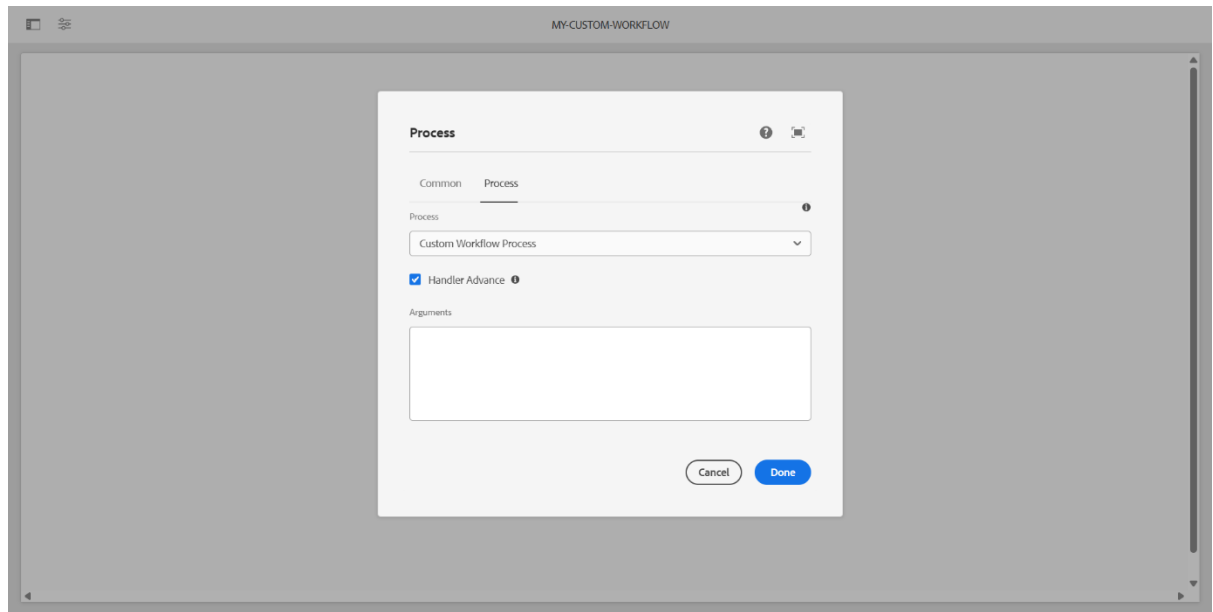 MY-CUSTOM-WORKFLOW
Process
Common Process
Process
Custom Workflow Process
Handler Advance
Arguments
Cancel Done